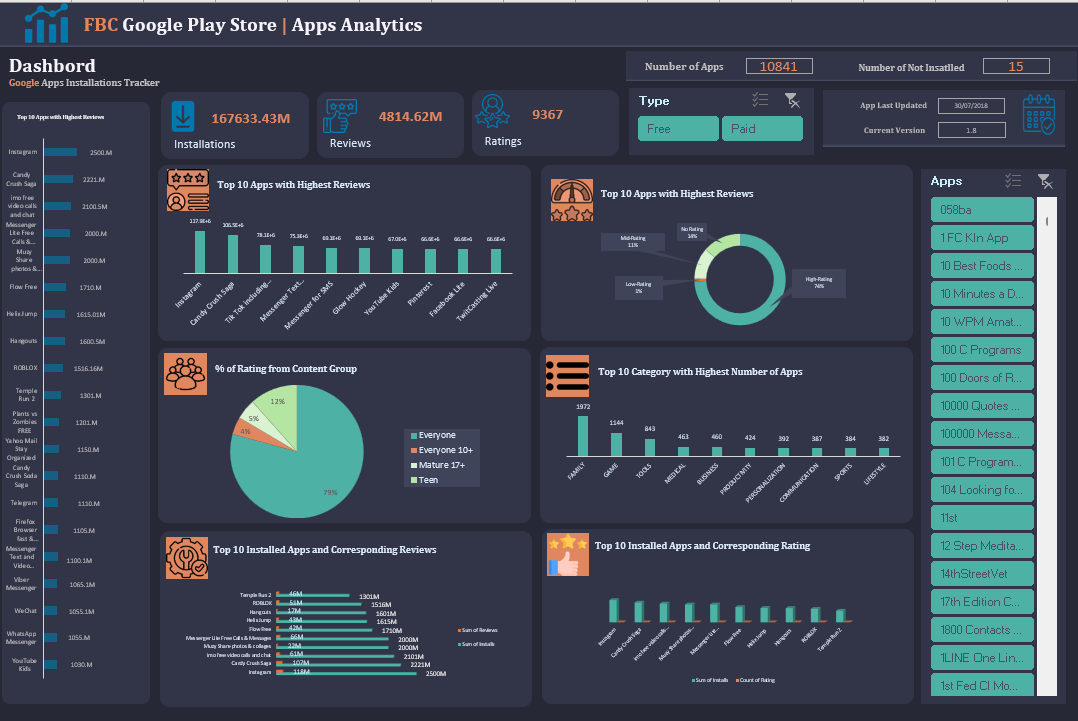 FBC Google Play Store | Apps Analytics
Dashbord
Google Apps Installations Tracker
Number of Apps
10841
Number of Not Insatlled
15
167633.43M
Installations
4814.62M
Reviews
9367
Ratings
Type
Free
Paid
App Last Updated
30/07/2018
Current Version
1.8
Top 10 Apps with Highest Reviews
Instagram
2500.M
Candy
Crush Saga
2221.M
imo free
video calls
and chat
2100.5M
Messenger
Lite Free
Calls &...
2000.M
Muzy
Share
photos &...
2000.M
Flow Free
1710.M
Helix Jump
1615.01M
Hangouts
1600.5M
ROBLOX
1516.16M
Temple
Run 2
1301.M
Plants vs
Zombies
FREE
1201.M
Yahoo Mail
Stay
Organized
1150.M
Candy
Crush Soda
Saga
1110.M
Telegram
1110.M
Firefox
Browser
fast &...
1105.M
Messenger
Text and
Video...
1100.1M
Viber
Messenger
1065.1M
WeChat
1055.1M
WhatsApp
Messenger
1055.M
YouTube
Kids
1030.M
Top 10 Apps with Highest Reviews
117.9E+6
106.5E+6
78.1E+6
75.3E+6
69.3E+6
69.1E+6
67.0E+6
66.6E+6
66.6E+6
66.6E+6
Instagram
Candy Crush Saga
Tik Tok including...
Messenger Text...
Messenger for SMS
Glow Hockey
YouTube Kids
Pinterest
Facebook Lite
TwitCasting Live
Top 10 Apps with Highest Reviews
No Rating
14%
Mid-Rating
11%
Low-Rating
1%
High-Rating
74%
% of Rating from Content Group
12%
5%
4%
79%
Everyone
Everyone 10+
Mature 17+
Teen
Top 10 Category with Highest Number of Apps
1972
1144
843
463
460
424
392
387
384
382
FAMILY
GAME
TOOLS
MEDICAL
BUSINESS
PRODUCTIVITY
PERSONALIZATION
COMMUNICATION
SPORTS
LIFESTYLE
Top 10 Installed Apps and Corresponding Reviews
Temple Run 2 46M 1301M
ROBLOX 51M 1516M
Hangouts 17M 1601M
Helix Jump 43M 1615M
Flow Free 42M 1710M
Messenger Lite Free Calls & Messages 66M 2000M
Muzy Share photos & collages 22M 2000M
imo free video calls and chat 61M 2101M
Candy Crush Saga 107M 2221M
Instagram 118M 2500M
Sum of Reviews
Sum of Installs
Top 10 Installed Apps and Corresponding Rating
Instagram
Candy Crush Saga
imo free video calls...
Muzy Share photos...
Messenger Lite...
Flow Free
Helix Jump
Hangouts
ROBLOX
Temple Run 2
Sum of Installs
Count of Rating
Apps
058ba
1 FC Kln App
10 Best Foods ...
10 Minutes a D...
10 WPM Amat...
100 C Programs
100 Doors of R...
10000 Quotes ...
100000 Messa...
101 C Program...
104 Looking fo...
11st
12 Step Medita...
14thStreetVet
17th Edition C...
1800 Contacts ...
1LINE One Lin...
1st Fed CI Mo...